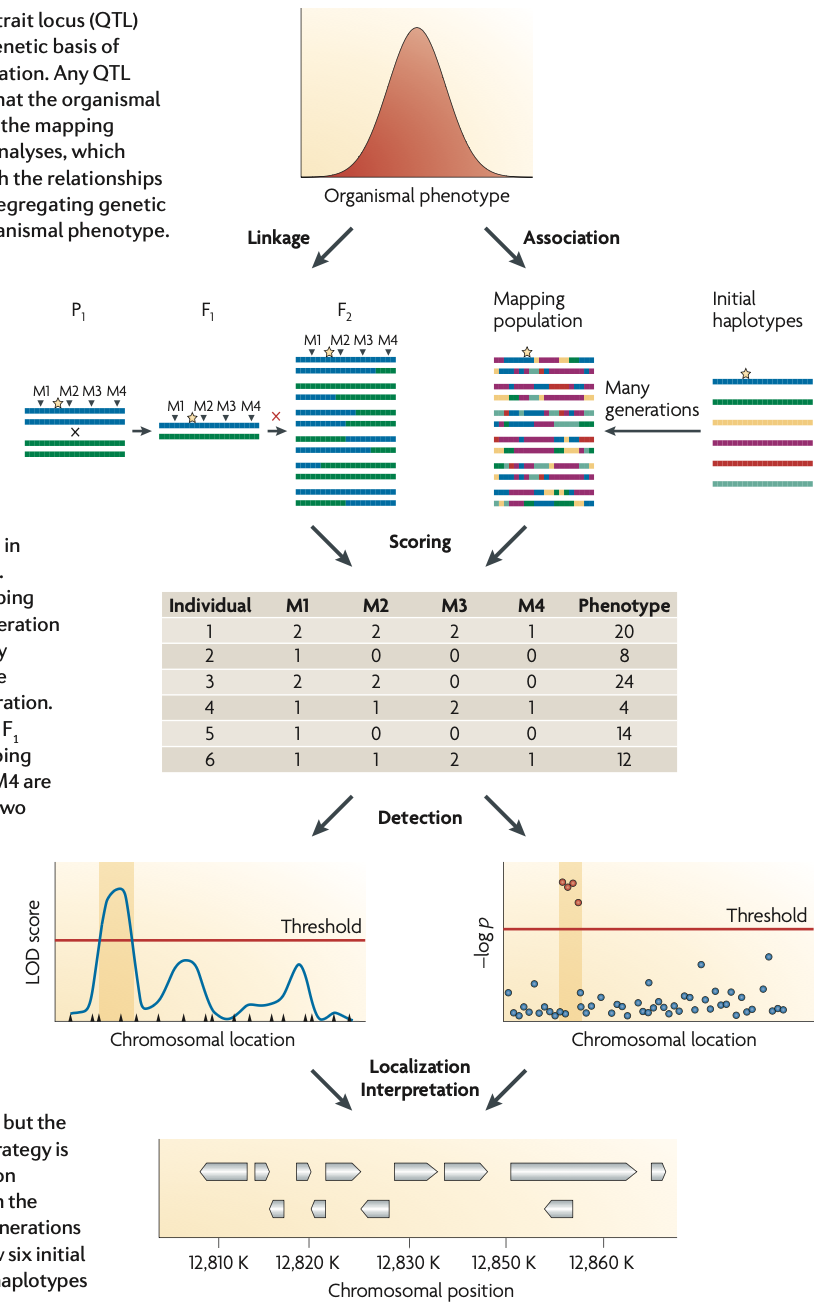 trait locus (QTL)
enetic basis of
ation. Any QTL
hat the organismal
the mapping
nalyses, which
h the relationships
egregating genetic
anismal phenotype.
Organismal phenotype
Linkage
Association
P1
F1
F2
Mapping
population
Initial
haplotypes
M1 M2 M3 M4
M1 M2 M3 M4
M1 M2 M3 M4
×
×
Many
generations
in
Scoring
.
ping
eration
y
e
ration.
F1
ping
M4 are
wo
Individual M1 M2 M3 M4 Phenotype
1 2 2 2 1 20
2 1 0 0 0 8
3 2 2 0 0 24
4 1 1 2 1 4
5 1 0 0 0 14
6 1 1 2 1 12
Detection
LOD score
Threshold
Chromosomal location
–log p
Threshold
Chromosomal location
Localization
Interpretation
but the
rategy is
on
n the
nerations
v six initial
haplotypes
12,810 K 12,820 K 12,830 K 12,850 K 12,860 K
Chromosomal position